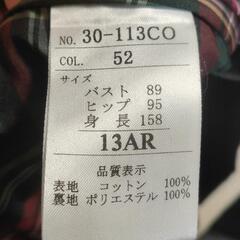 NO. 30-113CO
COL. 52
サイズ
バスト 89
ヒップ 95
身長 158
13AR
品質表示
表地 コットン 100%
裏地 ポリエステル 100%